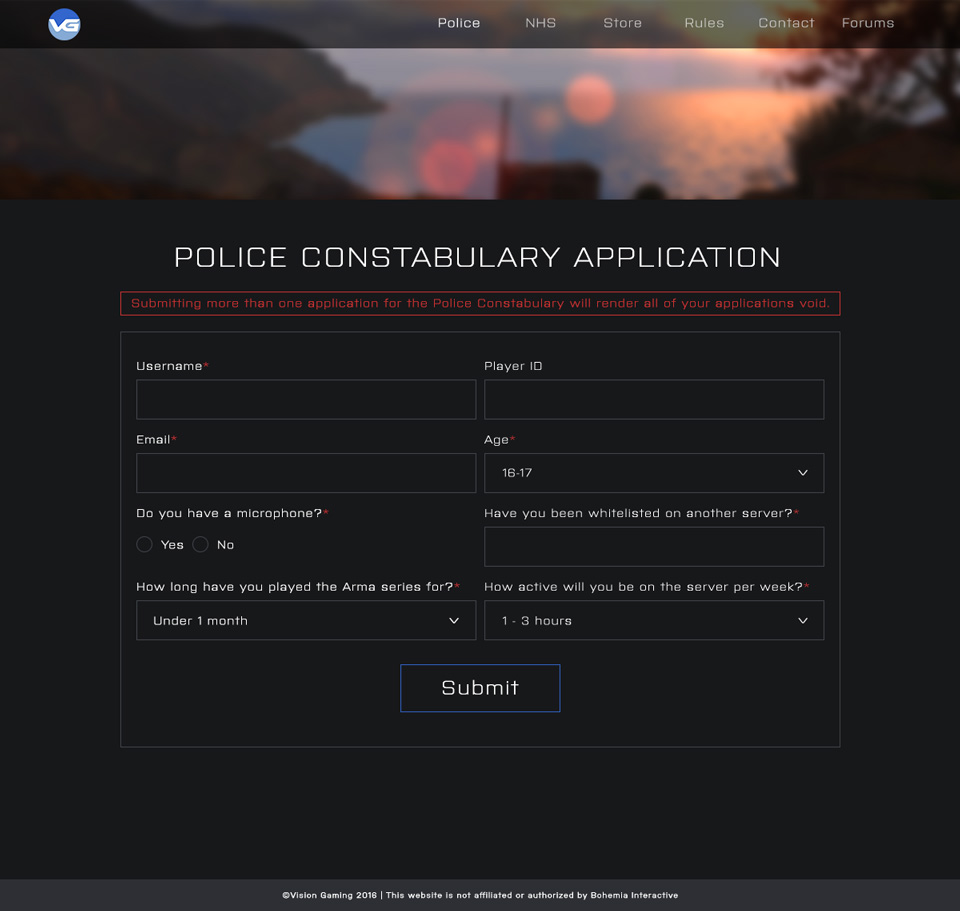 VG
Police NHS Store Rules Contact Forums
POLICE CONSTABULARY APPLICATION
Submitting more than one application for the Police Constabulary will render all of your applications void.
Username* Player ID
Email* Age*
16-17
Do you have a microphone?* Have you been whitelisted on another server?*
Yes No
How long have you played the Arma series for?* How active will you be on the server per week?*
Under 1 month 1 - 3 hours
Submit
©Vision Gaming 2016 | This website is not affiliated or authorized by Bohemia Interactive